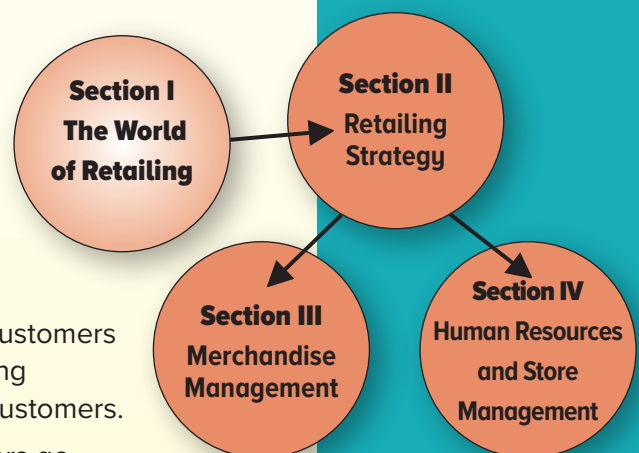 Section I
The World
of Retailing
Section II
Retailing
Strategy
Section III
Merchandise
Management
Section IV
Human Resources
and Store
Management
ustomers
ng
ustomers.